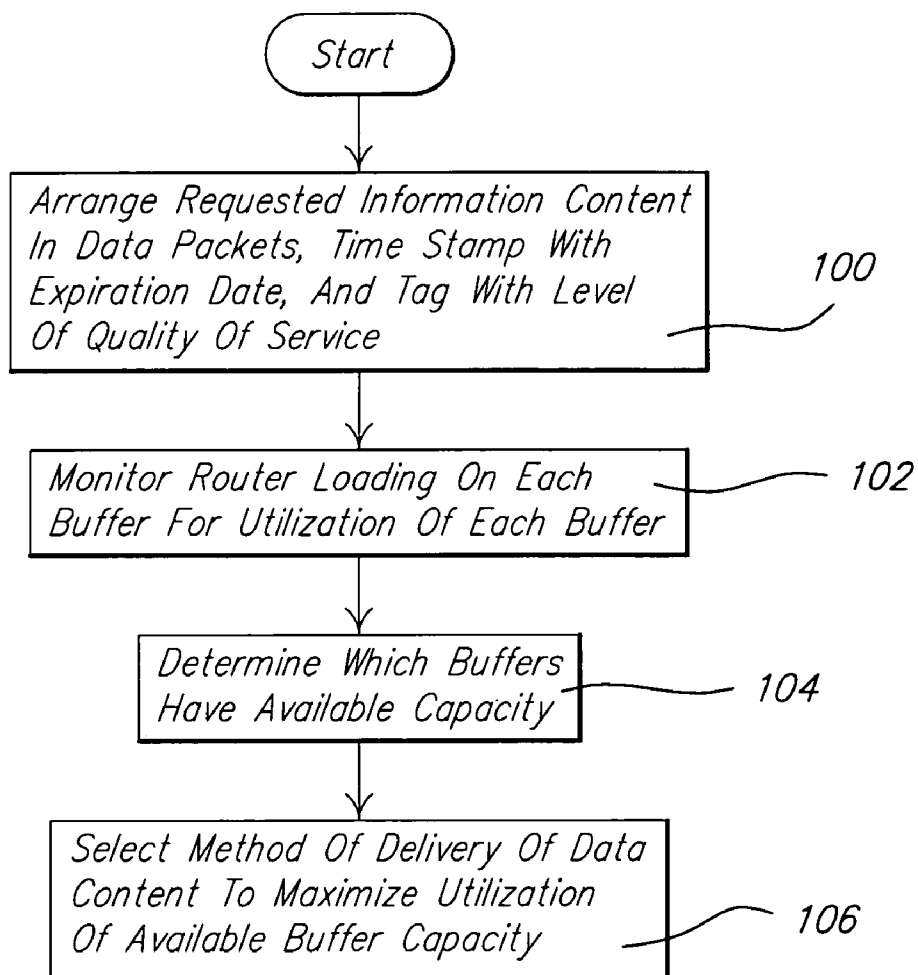 Start
Arrange Requested Information Content
In Data Packets, Time Stamp With
Expiration Date, And Tag With Level
Of Quality Of Service
100
Monitor Router Loading On Each
Buffer For Utilization Of Each Buffer
102
Determine Which Buffers
Have Available Capacity
104
Select Method Of Delivery Of Data
Content To Maximize Utilization
Of Available Buffer Capacity
106